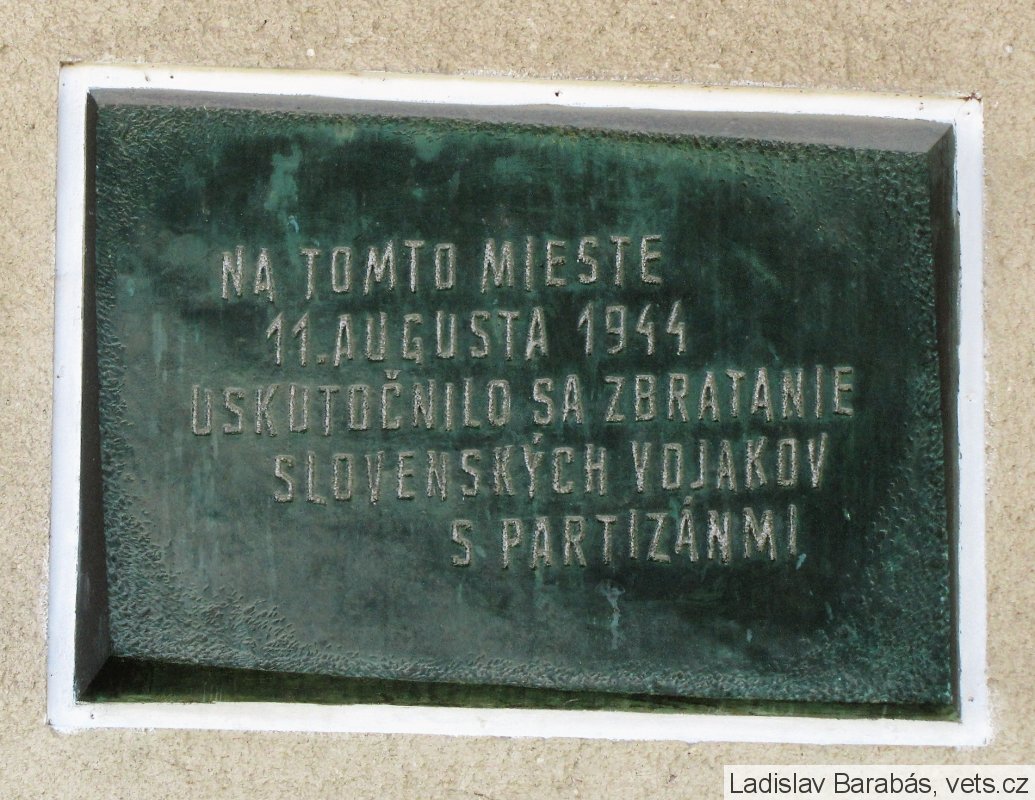 NA TOMTO MIESTE
11. AUGUSTA 1944
USKUTOČNILO SA ZBRATANIE
SLOVENSKÝCH VOJAKOV
S PARTIZÁNMI
Ladislav Barabás, vets.cz